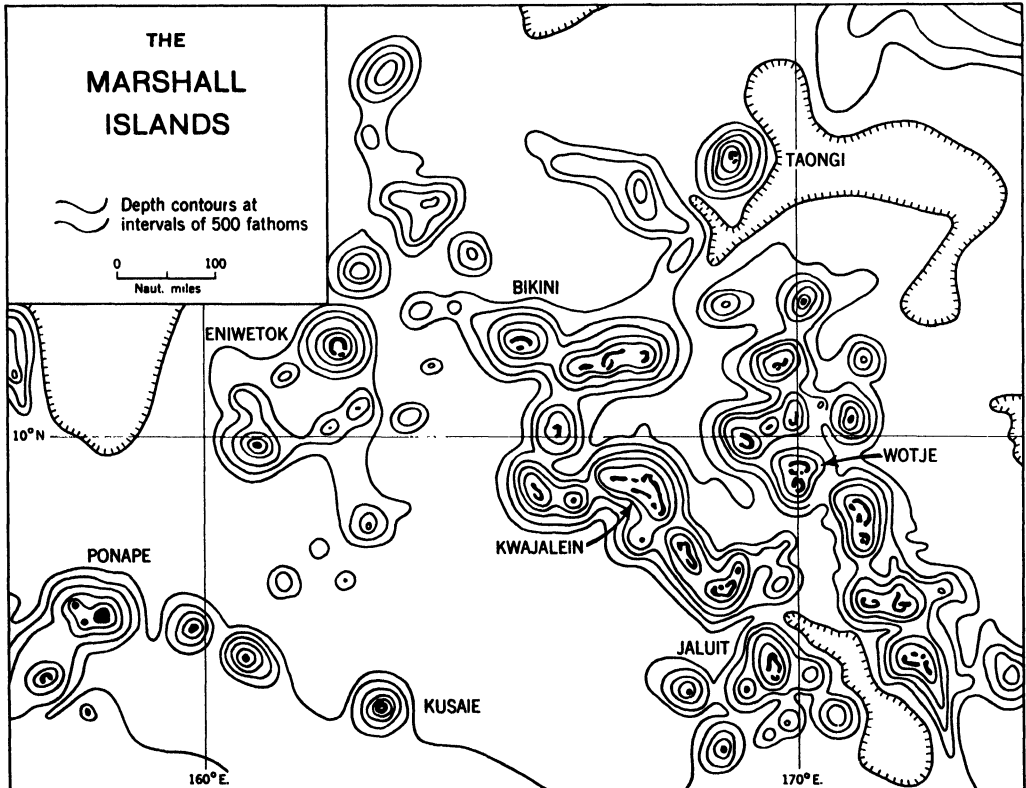 THE
MARSHALL
ISLANDS
Depth contours at
intervals of 500 fathoms
0 100
Naut. miles
TAONGI
BIKINI
ENIWETOK
10°N
WOTJE
KWAJALEIN
PONAPE
JALUIT
KUSAIE
160°E.
170°E.